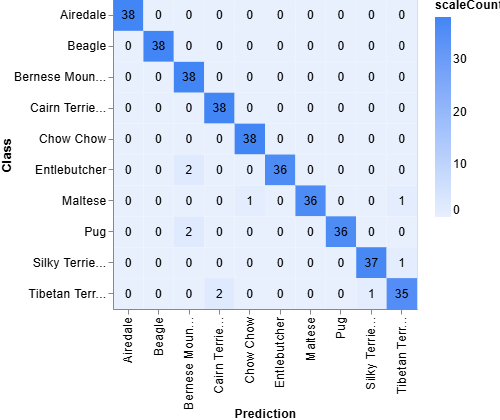 scaleCount
Airedale 38 0 0 0 0 0 0 0 0 0
Beagle 0 38 0 0 0 0 0 0 0 0
Bernese Moun... 0 0 38 0 0 0 0 0 0 0
Cairn Terrie... 0 0 0 38 0 0 0 0 0 0
Chow Chow 0 0 0 0 38 0 0 0 0 0
Entlebutcher 0 0 2 0 0 36 0 0 0 0
Maltese 0 0 0 0 1 0 36 0 0 1
Pug 0 0 2 0 0 0 0 36 0 0
Silky Terrie... 0 0 0 0 0 0 0 0 37 1
Tibetan Terr... 0 0 0 2 0 0 0 0 1 35
Class
Airedale
Beagle
Bernese Moun...
Cairn Terrie...
Chow Chow
Entlebutcher
Maltese
Pug
Silky Terrie...
Tibetan Terr...
Prediction
30
20
10
0